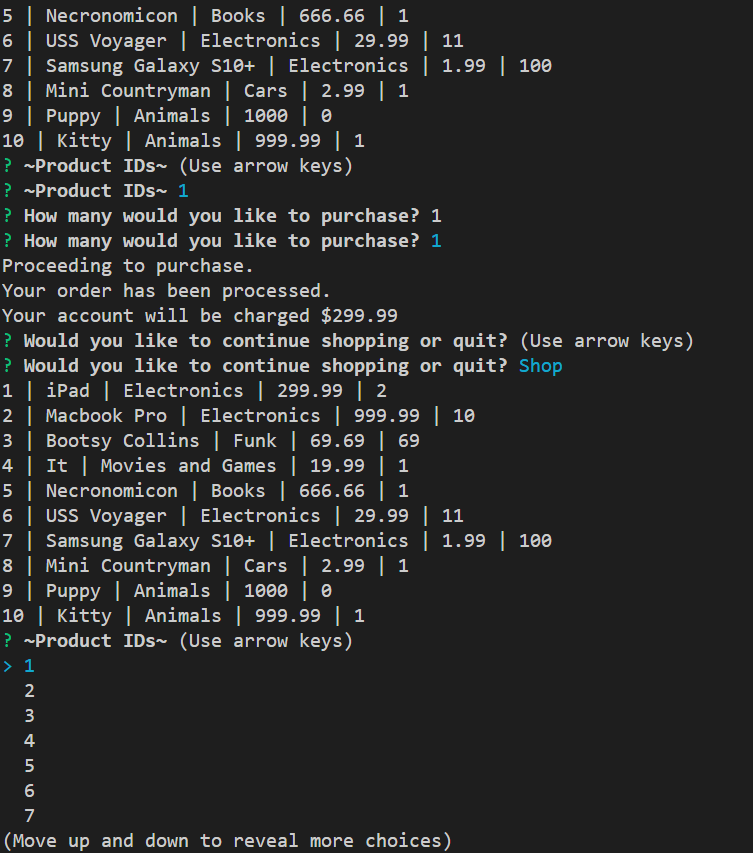 5 | Necronomicon | Books | 666.66 | 1
6 | USS Voyager | Electronics | 29.99 | 11
7 | Samsung Galaxy S10+ | Electronics | 1.99 | 100
8 | Mini Countryman | Cars | 2.99 | 1
9 | Puppy | Animals | 1000 | 0
10 | Kitty | Animals | 999.99 | 1
? ~Product IDs~ (Use arrow keys)
? ~Product IDs~ 1
? How many would you like to purchase? 1
? How many would you like to purchase? 1
Proceeding to purchase.
Your order has been processed.
Your account will be charged $299.99
? Would you like to continue shopping or quit? (Use arrow keys)
? Would you like to continue shopping or quit? Shop
1 | iPad | Electronics | 299.99 | 2
2 | Macbook Pro | Electronics | 999.99 | 10
3 | Bootsy Collins | Funk | 69.69 | 69
4 | It | Movies and Games | 19.99 | 1
5 | Necronomicon | Books | 666.66 | 1
6 | USS Voyager | Electronics | 29.99 | 11
7 | Samsung Galaxy S10+ | Electronics | 1.99 | 100
8 | Mini Countryman | Cars | 2.99 | 1
9 | Puppy | Animals | 1000 | 0
10 | Kitty | Animals | 999.99 | 1
? ~Product IDs~ (Use arrow keys)
> 1
2
3
4
5
6
7
(Move up and down to reveal more choices)